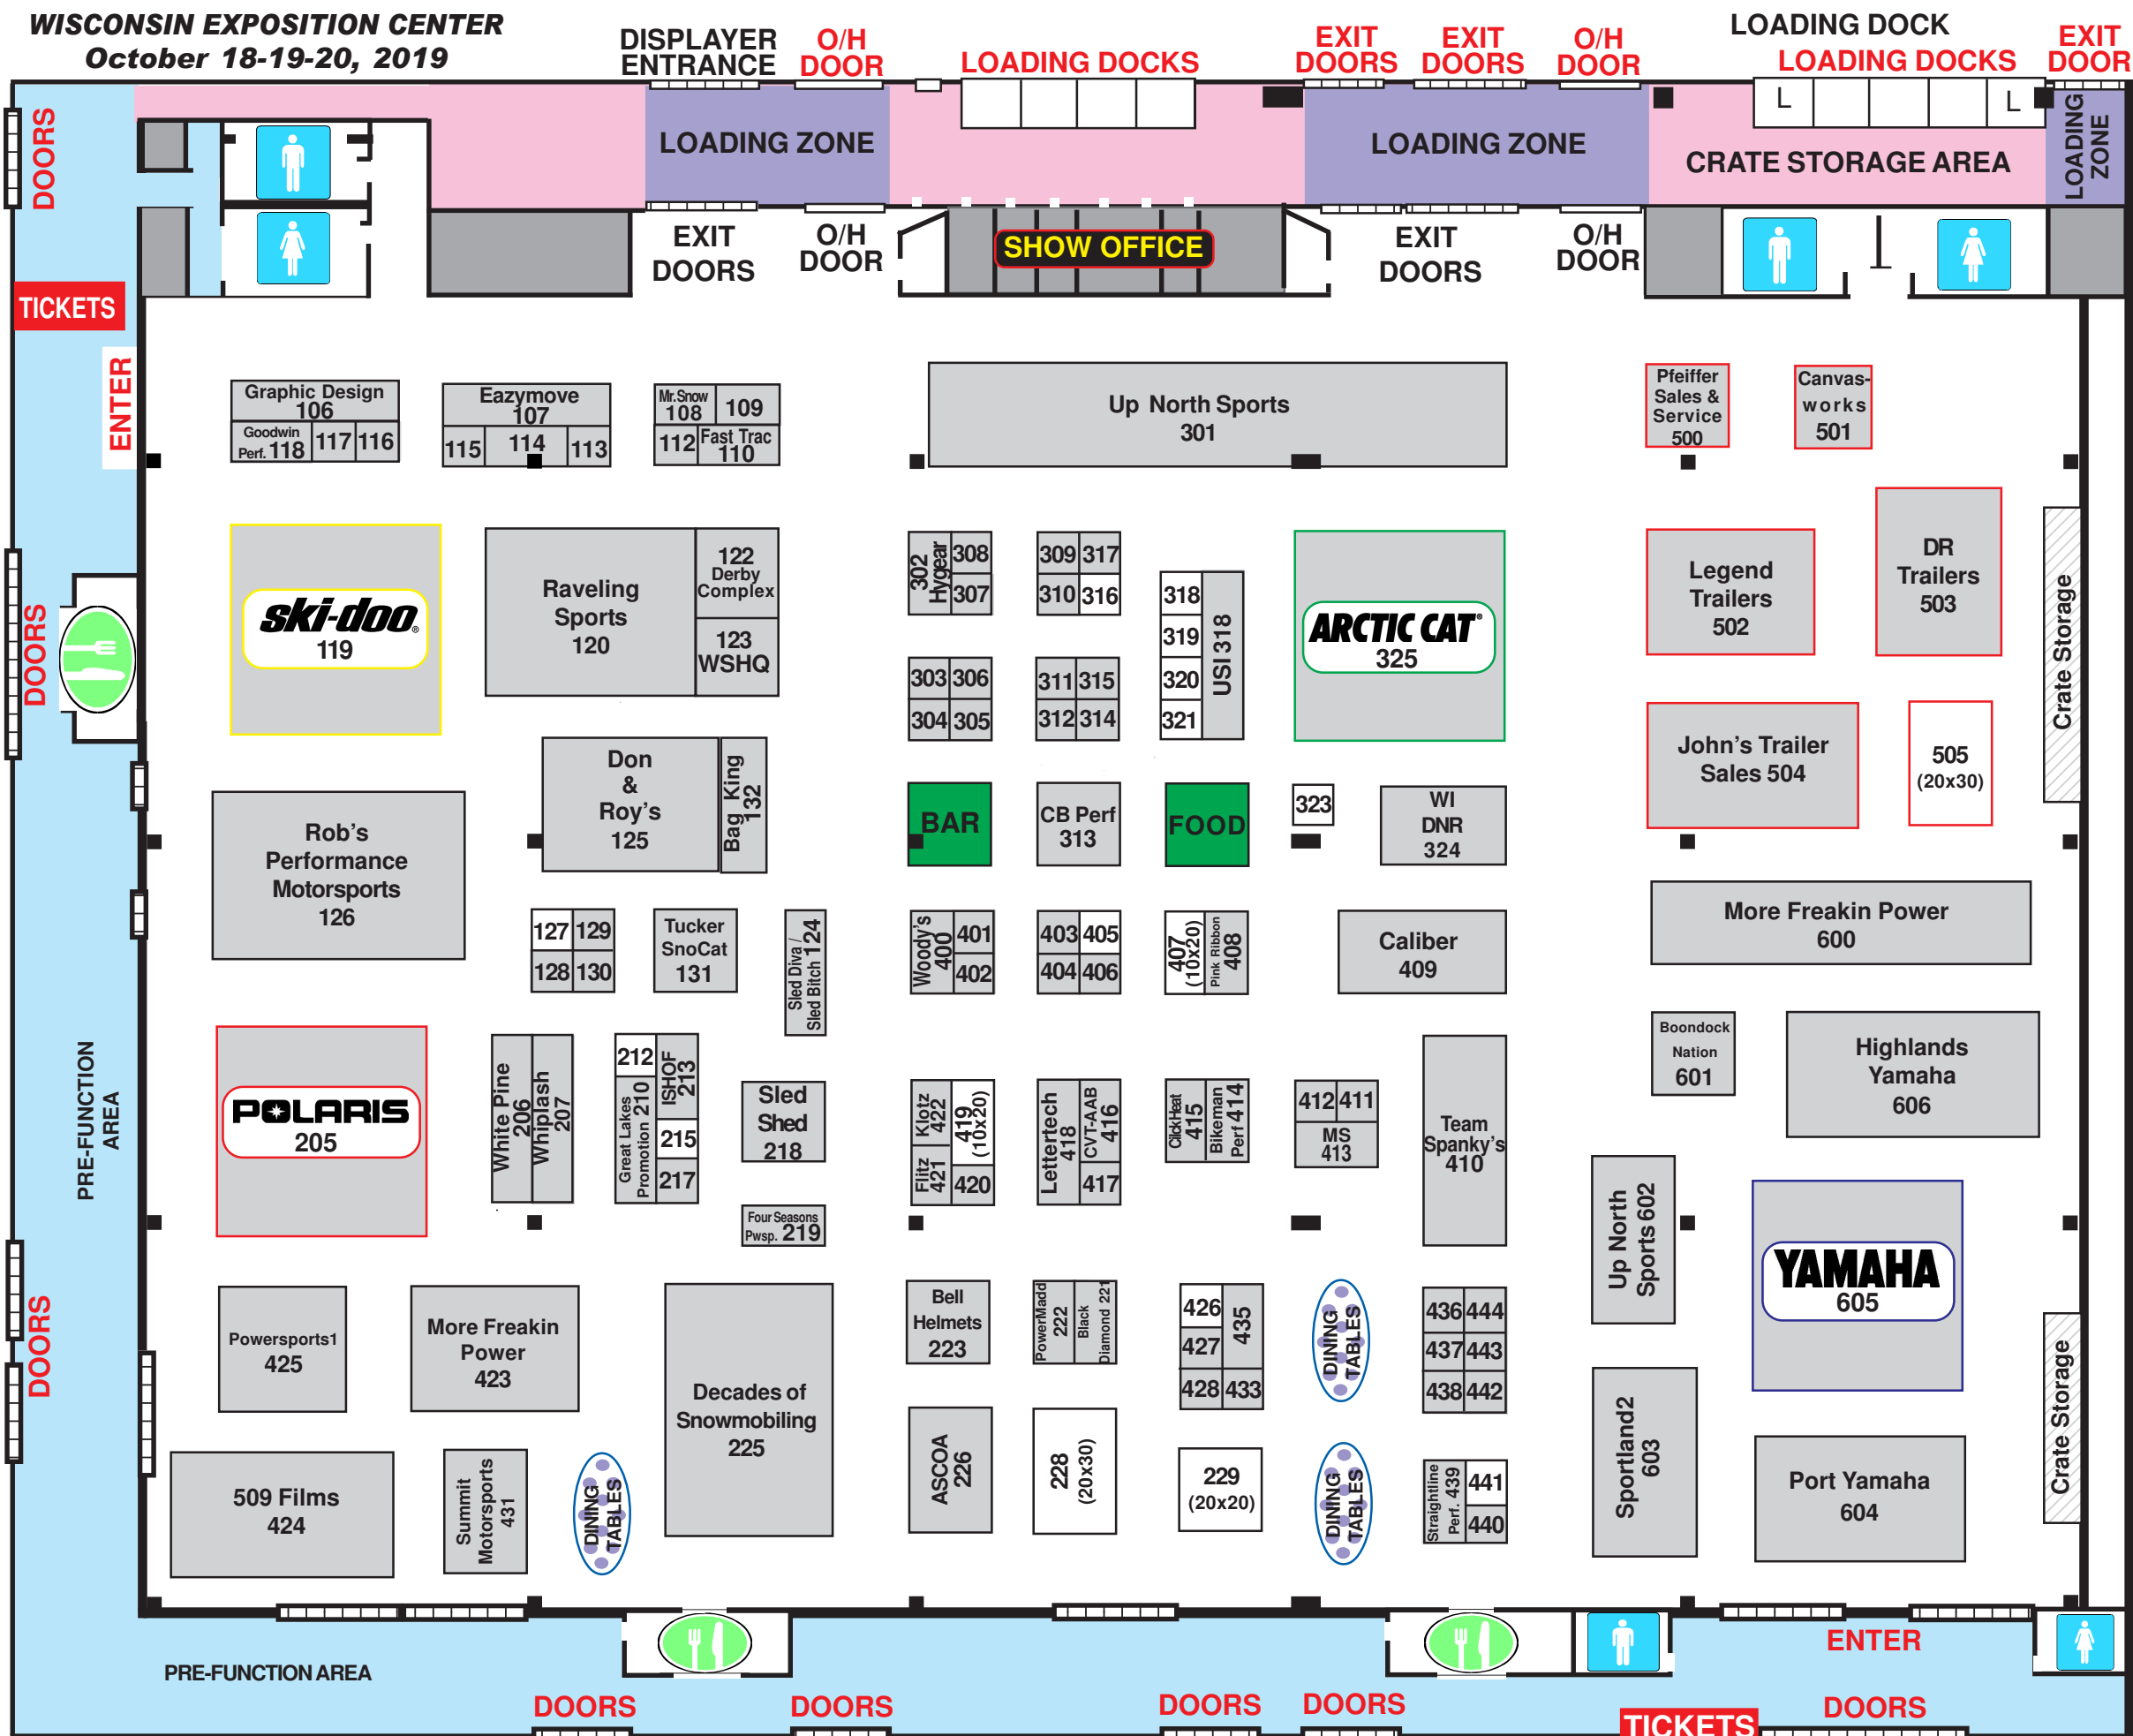 WISCONSIN EXPOSITION CENTER
October 18-19-20, 2019
DISPLAYER
ENTRANCE
O/H
DOOR
LOADING DOCKS
EXIT
DOORS
EXIT
DOORS
O/H
DOOR
LOADING DOCK
LOADING DOCKS
EXIT
DOOR
L
L
DOORS
LOADING ZONE
LOADING ZONE
CRATE STORAGE AREA
LOADING
ZONE
EXIT
DOORS
O/H
DOOR
SHOW OFFICE
EXIT
DOORS
O/H
DOOR
TICKETS
ENTER
Graphic Design
106
Goodwin
Perf. 118
117
116
Eazymove
107
115
114
113
Mr.Snow
108
109
112
Fast Trac
110
Up North Sports
301
Pfeiffer
Sales &
Service
500
Canvas-
works
501
DOORS
ski-doo®
119
Raveling
Sports
120
122
Derby
Complex
123
WSHQ
302
Hygear
308
307
309
317
310
316
318
319
320
321
USI 318
303
306
304
305
311
315
312
314
ARCTIC CAT®
325
Legend
Trailers
502
DR
Trailers
503
Crate Storage
John's Trailer
Sales 504
505
(20x30)
Rob's
Performance
Motorsports
126
Don
&
Roy's
125
Bag King
132
BAR
CB Perf
313
FOOD
323
WI
DNR
324
More Freakin Power
600
127
129
128
130
Tucker
SnoCat
131
Sled Diva /
Sled Bitch 124
Woody's
400
401
402
403
405
404
406
407
(10x20)
Pink Ribbon
408
Caliber
409
PRE-FUNCTION
AREA
POLARIS
205
White Pine
206
Whiplash
207
212
Great Lakes
Promotion 210
ISHOF
213
215
217
Sled
Shed
218
Four Seasons
Pwsp. 219
Klotz
422
Flitz
421
419
(10x20)
420
Lettertech
418
CVT-AAB
416
417
ClickHeat
415
Bikeman
Perf 414
412
411
MS
413
Team
Spanky's
410
Boondock
Nation
601
Highlands
Yamaha
606
Up North
Sports 602
YAMAHA
605
DOORS
Powersports1
425
More Freakin
Power
423
Decades of
Snowmobiling
225
Bell
Helmets
223
PowerMadd
222
Black
Diamond 221
426
427
428
435
433
DINING
TABLES
436
444
437
443
438
442
Sportland2
603
Crate Storage
509 Films
424
Summit
Motorsports
431
DINING
TABLES
ASCOA
226
228
(20x30)
229
(20x20)
DINING
TABLES
Straightline
Perf. 439
441
440
Port Yamaha
604
ENTER
PRE-FUNCTION AREA
DOORS
DOORS
DOORS
DOORS
TICKETS
DOORS